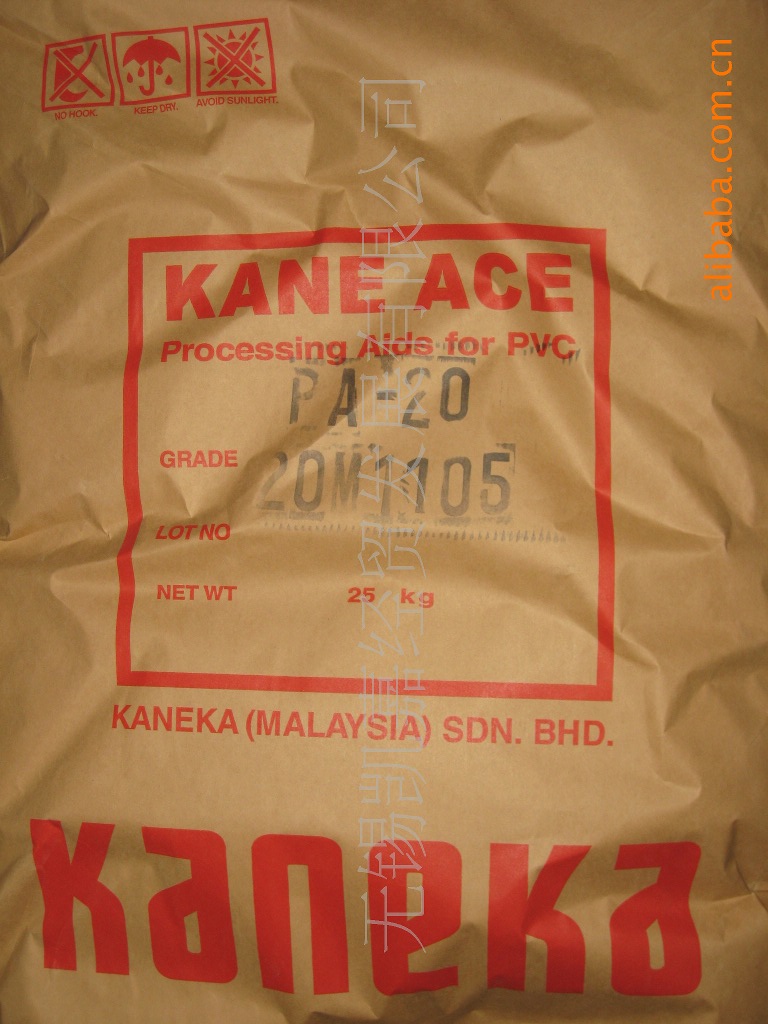 NO HOOK.
KEEP DRY.
AVOID SUNLIGHT.
alibaba.com.cn
KANE ACE
Processing Aids for PVC
PA-20
GRADE
20M1105
LOT NO
NET WT 25 kg
KANEKA (MALAYSIA) SDN. BHD.
kaneka
无锡凯嘉经贸发展有限公司